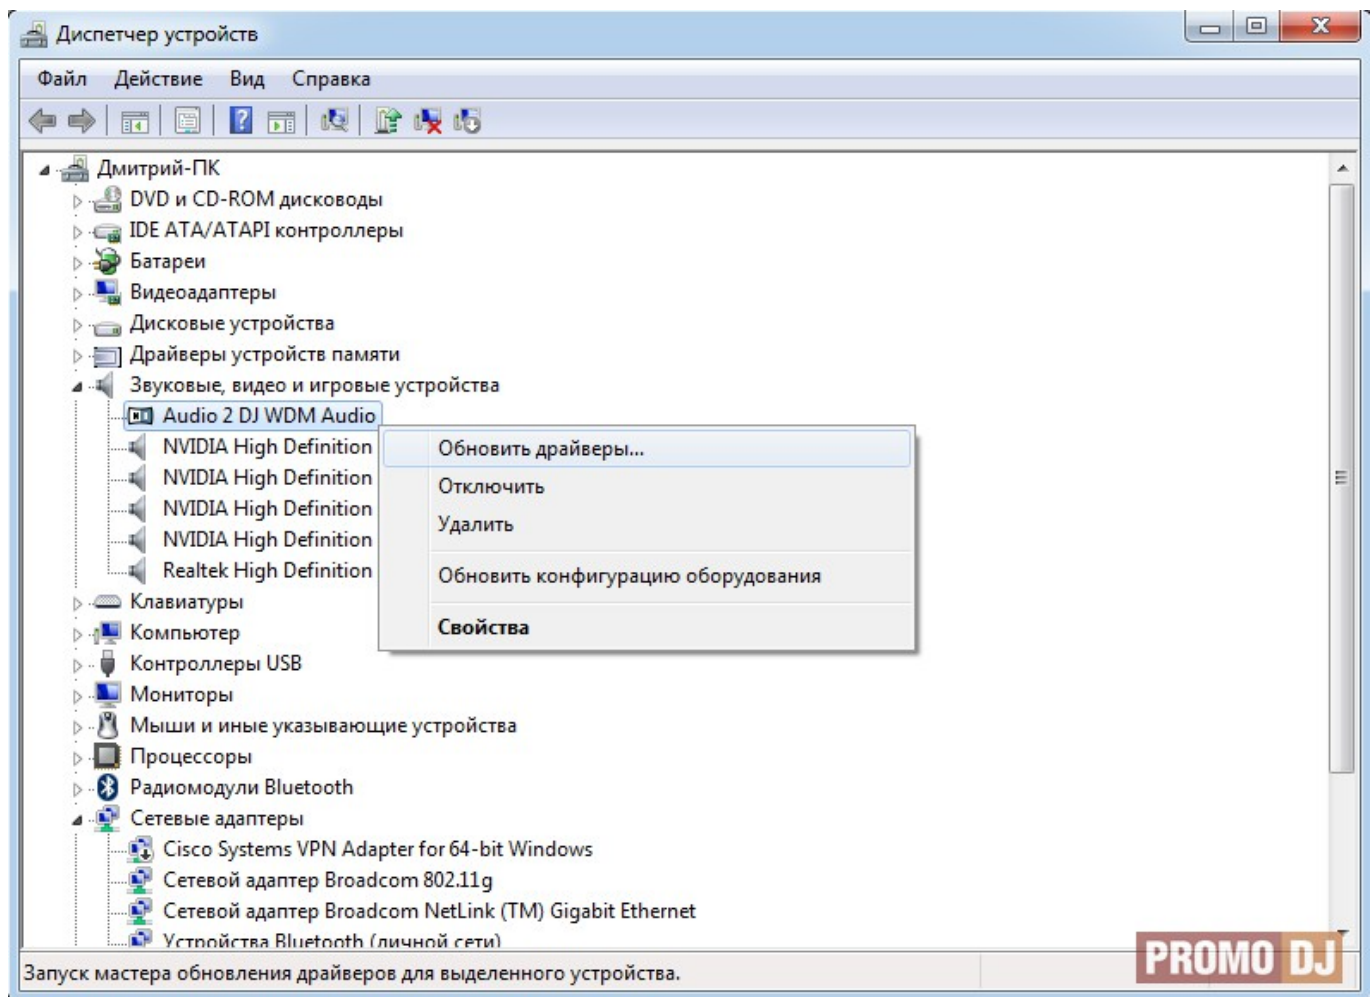 Диспетчер устройств
Файл Действие Вид Справка
Дмитрий-ПК
DVD и CD-ROM дисководы
IDE ATA/ATAPI контроллеры
Батареи
Видеоадаптеры
Дисковые устройства
Драйверы устройств памяти
Звуковые, видео и игровые устройства
Audio 2 DJ WDM Audio
NVIDIA High Definition
NVIDIA High Definition
NVIDIA High Definition
NVIDIA High Definition
Realtek High Definition
Обновить драйверы...
Отключить
Удалить
Обновить конфигурацию оборудования
Свойства
Клавиатуры
Компьютер
Контроллеры USB
Мониторы
Мыши и иные указывающие устройства
Процессоры
Радиомодули Bluetooth
Сетевые адаптеры
Cisco Systems VPN Adapter for 64-bit Windows
Сетевой адаптер Broadcom 802.11g
Сетевой адаптер Broadcom NetLink (TM) Gigabit Ethernet
Устройства Bluetooth (личной сети)
Запуск мастера обновления драйверов для выделенного устройства.
PROMO DJ